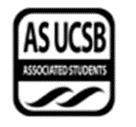 AS UCSB
ASSOCIATED STUDENTS